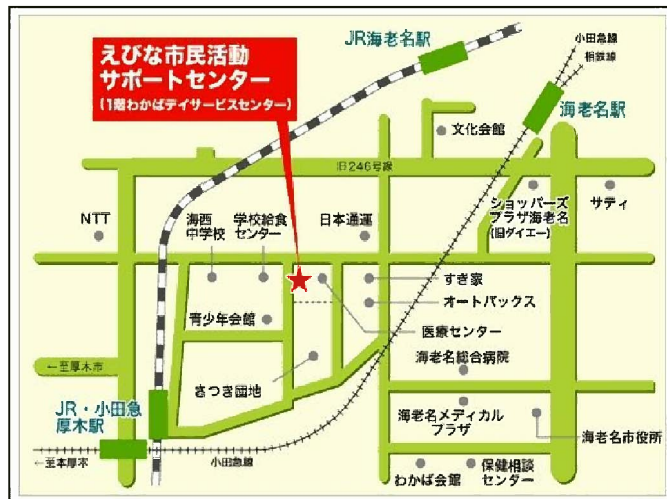 えびな市民活動
サポートセンター
(1階わかばデイサービスセンター)
JR海老名駅
小田急線
相鉄線
海老名駅
文化会館
旧246号線
NTT
海西
中学校
学校給食
センター
日本通運
ショッパーズ
プラザ海老名
(旧ダイエー)
サティ
すき家
オートバックス
青少年会館
医療センター
←至厚木市
さつき団地
海老名総合病院
JR・小田急
厚木駅
海老名メディカル
プラザ
海老名市役所
←至本厚木
小田急線
わかば会館
保健相談
センター